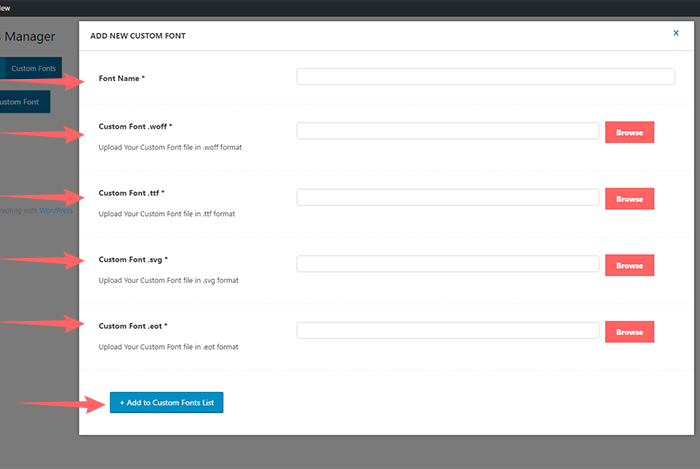 iew
s Manager
ADD NEW CUSTOM FONT
×
Custom Fonts
ustom Font
Font Name *
Custom Font .woff *
Browse
Upload Your Custom Font file in .woff format
Custom Font .ttf *
Browse
Upload Your Custom Font file in .ttf format
reating with WordPress
Custom Font .svg *
Browse
Upload Your Custom Font file in .svg format
Custom Font .eot *
Browse
Upload Your Custom Font file in .eot format
+ Add to Custom Fonts List